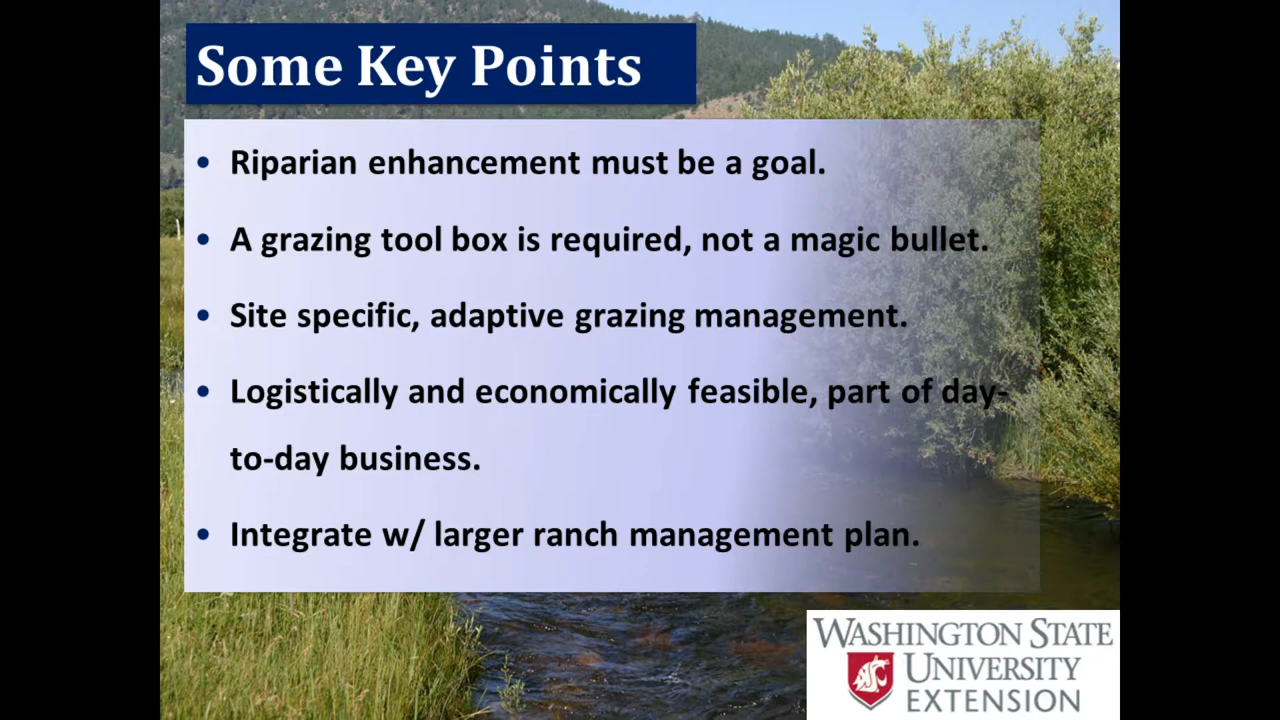 Some Key Points
• Riparian enhancement must be a goal.
• A grazing tool box is required, not a magic bullet.
• Site specific, adaptive grazing management.
• Logistically and economically feasible, part of day-
to-day business.
• Integrate w/ larger ranch management plan.
WASHINGTON STATE
UNIVERSITY
EXTENSION